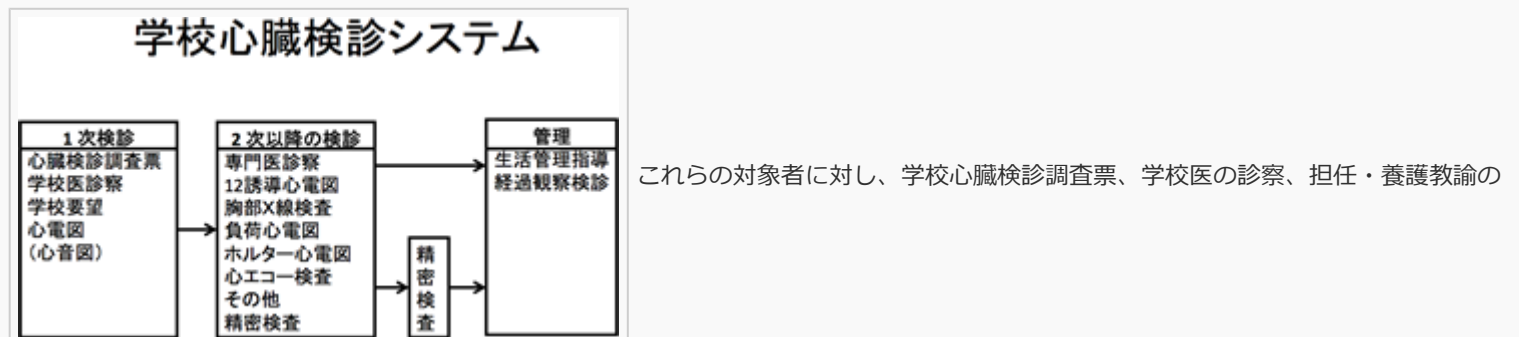 学校心臓検診システム
1次検診
心臓検診調査票
学校医診察
学校要望
心電図
(心音図)
2次以降の検診
専門医診察
12誘導心電図
胸部X線検査
負荷心電図
ホルター心電図
心エコー検査
その他
精密検査
精密検査
管理
生活管理指導
経過観察検診
これらの対象者に対し、学校心臓検診調査票、学校医の診察、担任・養護教諭の